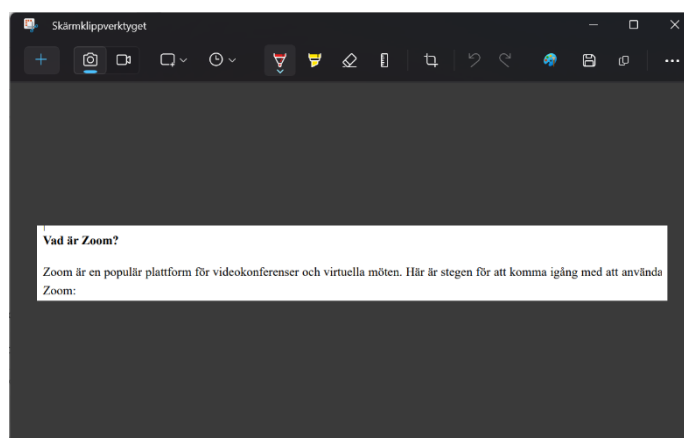 Skärmklippverktyget
Vad är Zoom?
Zoom är en populär plattform för videokonferenser och virtuella möten. Här är stegen för att komma igång med att använda
Zoom: